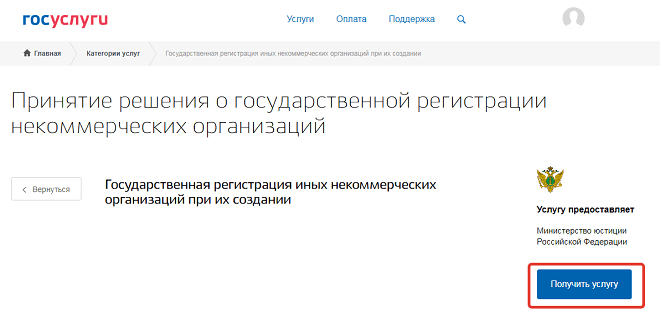 госуслуги
Услуги Оплата Поддержка
Главная Категории услуг Государственная регистрация иных некоммерческих организаций при их создании
Принятие решения о государственной регистрации
некоммерческих организаций
Вернуться
Государственная регистрация иных некоммерческих
организаций при их создании
Услугу предоставляет
Министерство юстиции
Российской Федерации
Получить услугу